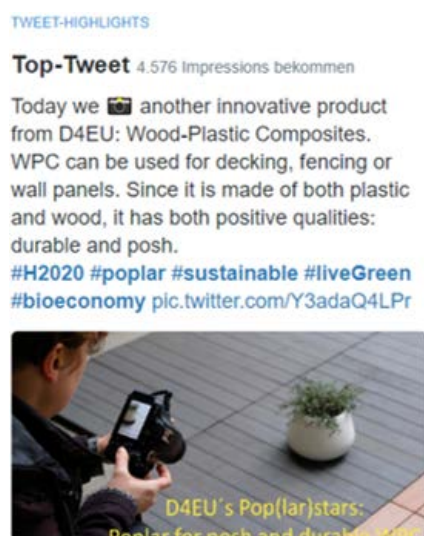 TWEET-HIGHLIGHTS
Top-Tweet 4.576 Impressions bekommen
Today we 📷 another innovative product
from D4EU: Wood-Plastic Composites.
WPC can be used for decking, fencing or
wall panels. Since it is made of both plastic
and wood, it has both positive qualities:
durable and posh.
#H2020 #poplar #sustainable #liveGreen
#bioeconomy pic.twitter.com/Y3adaQ4LPr
D4EU´s Pop(lar)stars:
Poplar for posh and durable WPC